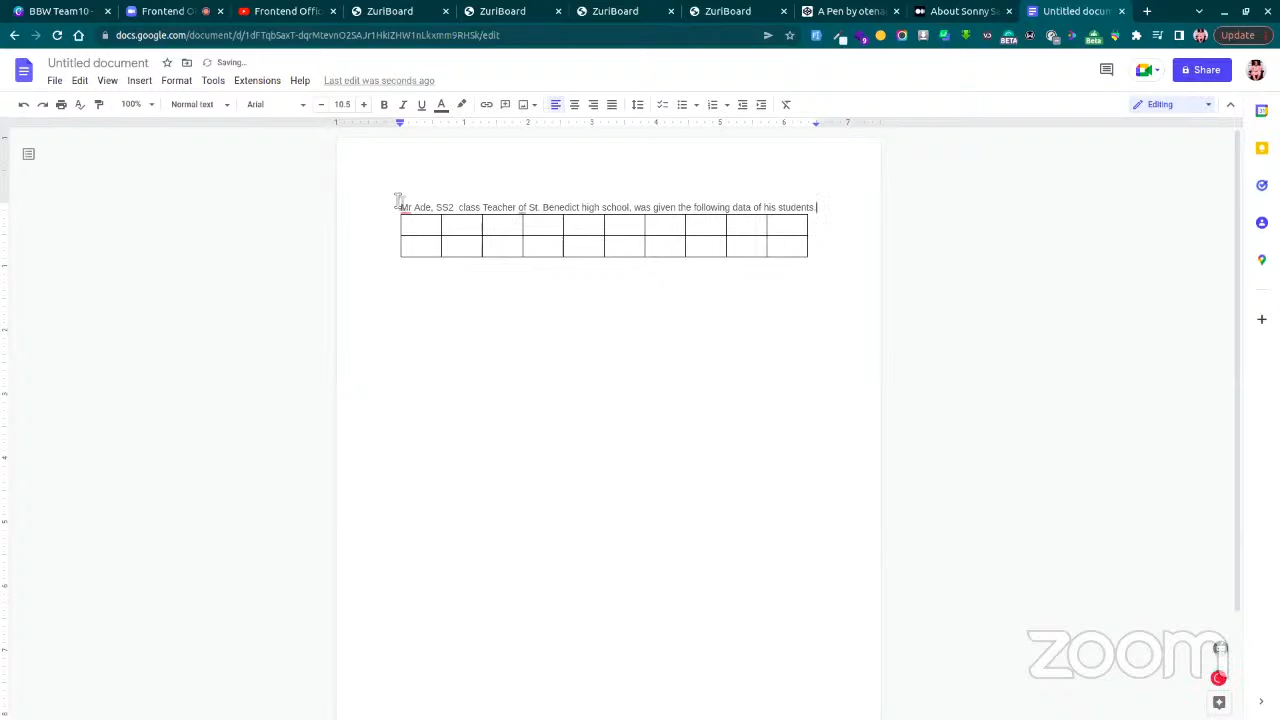 BBW Team10 -
Frontend O
Frontend Offic
ZuriBoard
ZuriBoard
ZuriBoard
ZuriBoard
A Pen by otena
About Sonny Sa
Untitled docum
docs.google.com/document/d/1dFTqbSaxT-dqrMtevnO2SAJr1HkIZHW1nLkxmm9RHSk/edit
Update
Untitled document
Saving...
File Edit View Insert Format Tools Extensions Help
Last edit was seconds ago
Share
100%
Normal text
Arial
10.5
Editing
Mr Ade, SS2 class Teacher of St. Benedict high school, was given the following data of his students.
zoom